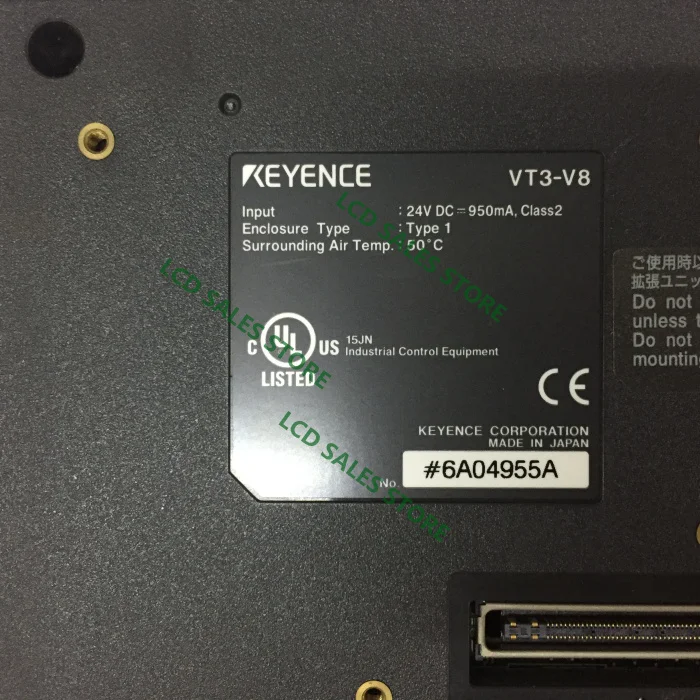 KEYENCE VT3-V8
Input : 24V DC⎓950mA, Class2
Enclosure Type : Type 1
Surrounding Air Temp. : 50°C
LCD SALES STORE
LCD SALES STORE
C UL US
LISTED
15JN
Industrial Control Equipment
CE
LCD SALES STORE
KEYENCE CORPORATION
MADE IN JAPAN
No. #6A04955A
ご使用時以
拡張ユニッ
Do not
unless t
Do not
mounting